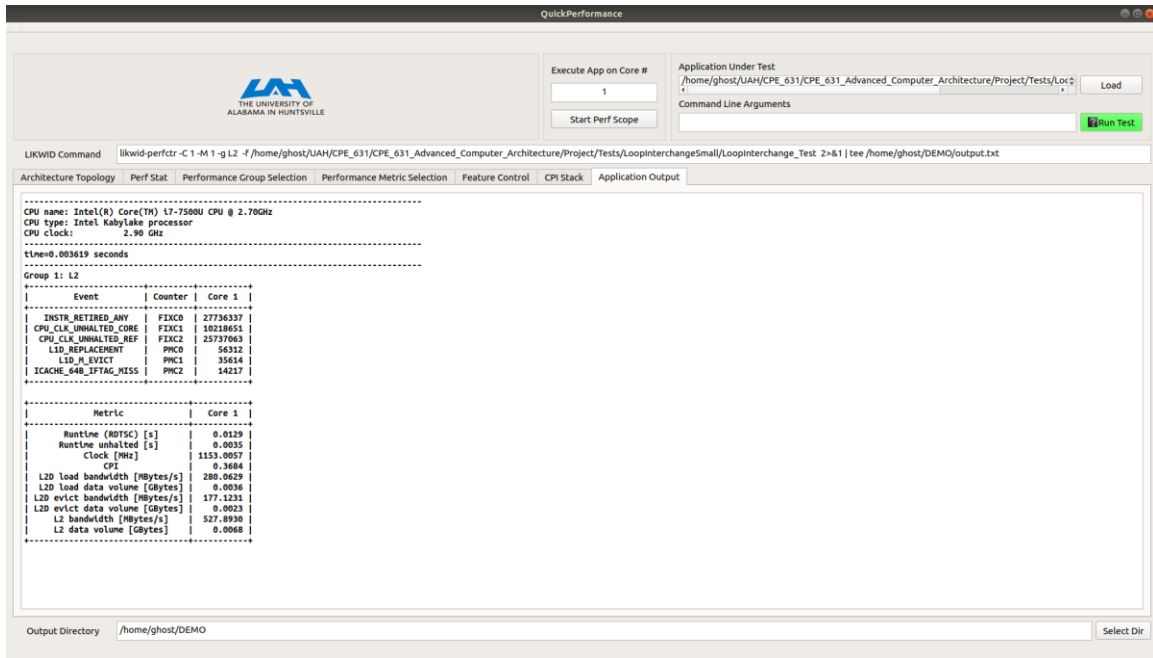 QuickPerformance
UAH
THE UNIVERSITY OF
ALABAMA IN HUNTSVILLE
Execute App on Core #
1
Start Perf Scope
Application Under Test
/home/ghost/UAH/CPE_631/CPE_631_Advanced_Computer_Architecture/Project/Tests/Loc
Load
Command Line Arguments
Run Test
LIKWID Command
likwid-perfctr -C 1 -M 1 -g L2 -f /home/ghost/UAH/CPE_631/CPE_631_Advanced_Computer_Architecture/Project/Tests/LoopInterchangeSmall/LoopInterchange_Test 2>&1 | tee /home/ghost/DEMO/output.txt
Architecture Topology Perf Stat Performance Group Selection Performance Metric Selection Feature Control CPI Stack Application Output
--------------------------------------------------------------------------------
CPU name: Intel(R) Core(TM) i7-7500U CPU @ 2.70GHz
CPU type: Intel Kabylake processor
CPU clock: 2.90 GHz
--------------------------------------------------------------------------------
time=0.003619 seconds
--------------------------------------------------------------------------------
Group 1: L2
+-----------------------+---------+----------+
| Event | Counter | Core 1 |
+-----------------------+---------+----------+
| INSTR_RETIRED_ANY | FIXC0 | 27736337 |
| CPU_CLK_UNHALTED_CORE | FIXC1 | 10218651 |
| CPU_CLK_UNHALTED_REF | FIXC2 | 25737063 |
| L1D_REPLACEMENT | PMC0 | 56312 |
| L1D_M_EVICT | PMC1 | 35614 |
| ICACHE_64B_IFTAG_MISS | PMC2 | 14217 |
+-----------------------+---------+----------+
+--------------------------------+-----------+
| Metric | Core 1 |
+--------------------------------+-----------+
| Runtime (RDTSC) [s] | 0.0129 |
| Runtime unhalted [s] | 0.0035 |
| Clock [MHz] | 1153.0057 |
| CPI | 0.3684 |
| L2D load bandwidth [MBytes/s] | 280.0629 |
| L2D load data volume [GBytes] | 0.0036 |
| L2D evict bandwidth [MBytes/s] | 177.1231 |
| L2D evict data volume [GBytes] | 0.0023 |
| L2 bandwidth [MBytes/s] | 527.8930 |
| L2 data volume [GBytes] | 0.0068 |
+--------------------------------+-----------+
Output Directory
/home/ghost/DEMO
Select Dir